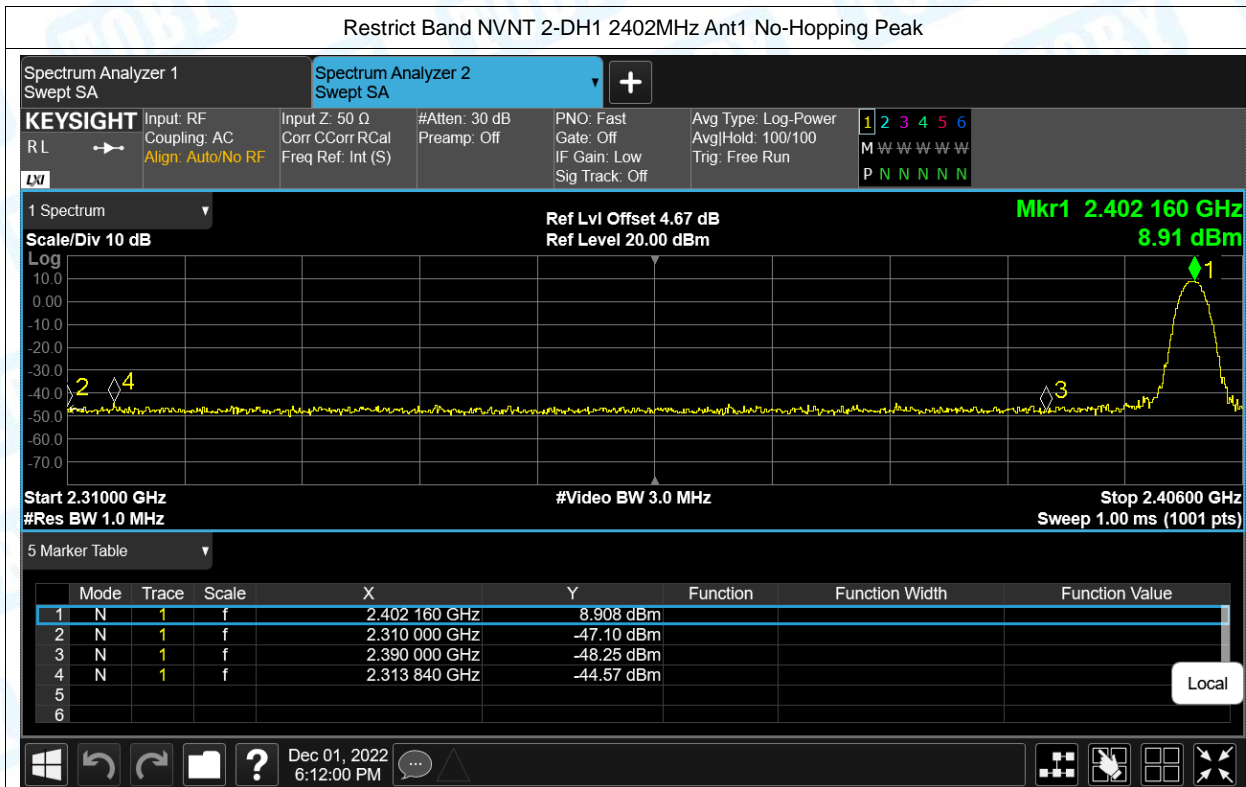 Restrict Band NVNT 2-DH1 2402MHz Ant1 No-Hopping Peak
Spectrum Analyzer 1
Swept SA
Spectrum Analyzer 2
Swept SA
KEYSIGHT
R L
LXI
Input: RF
Coupling: AC
Align: Auto/No RF
Input Z: 50 Ω
Corr CCorr RCal
Freq Ref: Int (S)
#Atten: 30 dB
Preamp: Off
PNO: Fast
Gate: Off
IF Gain: Low
Sig Track: Off
Avg Type: Log-Power
Avg|Hold: 100/100
Trig: Free Run
1 2 3 4 5 6
M W W W W W
P N N N N N
1 Spectrum
Scale/Div 10 dB
Ref Lvl Offset 4.67 dB
Ref Level 20.00 dBm
Mkr1 2.402 160 GHz
8.91 dBm
Log
10.0
0.00
-10.0
-20.0
-30.0
-40.0
-50.0
-60.0
-70.0
1
2
4
3
Start 2.31000 GHz
#Video BW 3.0 MHz
Stop 2.40600 GHz
#Res BW 1.0 MHz
Sweep 1.00 ms (1001 pts)
5 Marker Table
Mode Trace Scale X Y Function Function Width Function Value
1 N 1 f 2.402 160 GHz 8.908 dBm
2 N 1 f 2.310 000 GHz -47.10 dBm
3 N 1 f 2.390 000 GHz -48.25 dBm
4 N 1 f 2.313 840 GHz -44.57 dBm
5
6
Local
?
Dec 01, 2022
6:12:00 PM